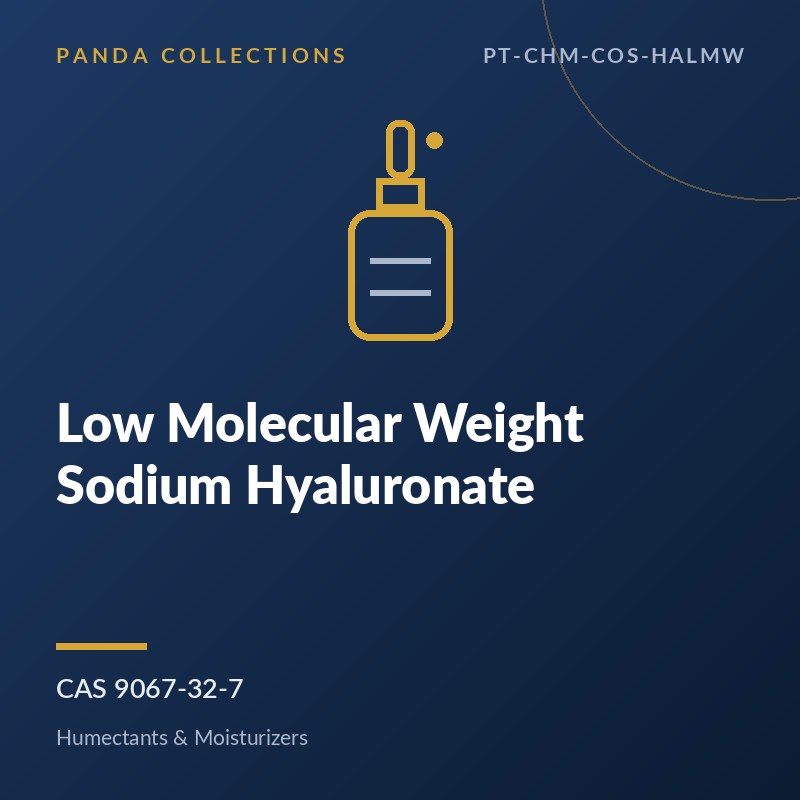 PANDA COLLECTIONS
PT-CHM-COS-HALMW
Low Molecular Weight
Sodium Hyaluronate
CAS 9067-32-7
Humectants & Moisturizers